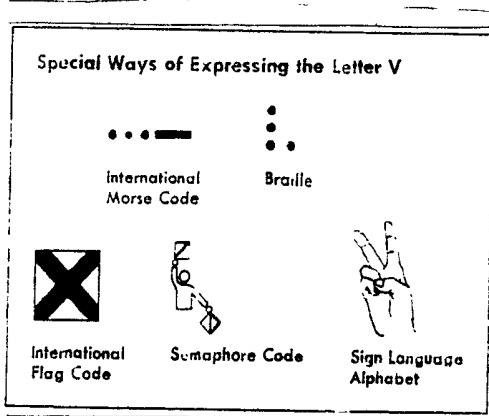 Special Ways of Expressing the Letter V
International
Morse Code
Braille
International
Flag Code
Semaphore Code
Sign Language
Alphabet